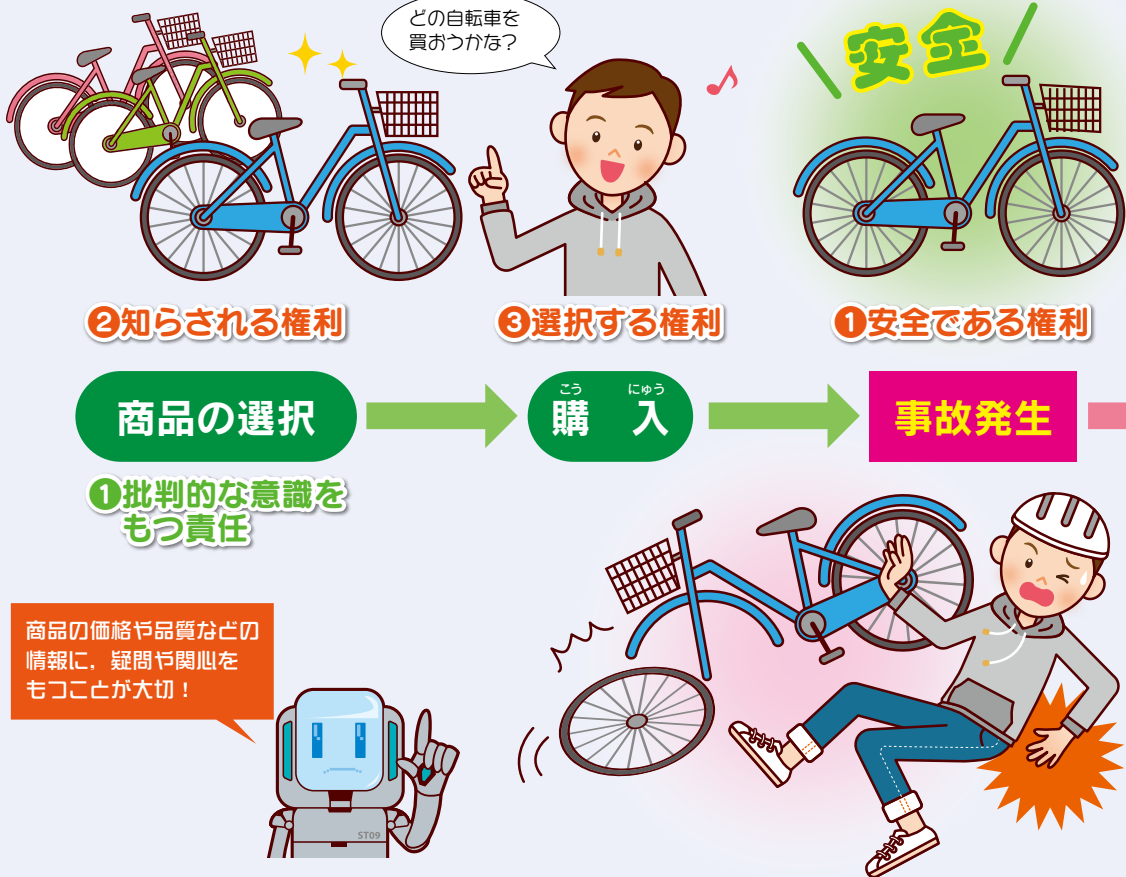 どの自転車を
買おうかな?
安全
❷知らされる権利
❸選択する権利
❶安全である権利
商品の選択
こう にゅう
購 入
事故発生
❶批判的な意識を
もつ責任
商品の価格や品質などの
情報に，疑問や関心を
もつことが大切！
ST09